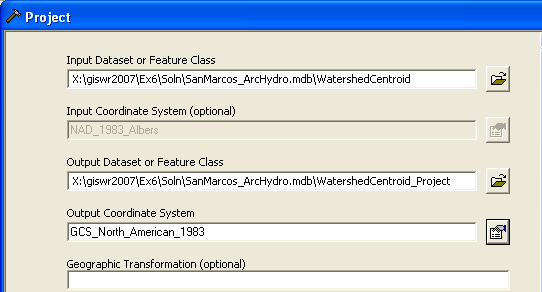 Project
Input Dataset or Feature Class
X:\giswr2007\Ex6\Soln\SanMarcos_ArcHydro.mdb\WatershedCentroid
Input Coordinate System (optional)
NAD_1983_Albers
Output Dataset or Feature Class
X:\giswr2007\Ex6\Soln\SanMarcos_ArcHydro.mdb\WatershedCentroid_Project
Output Coordinate System
GCS_North_American_1983
Geographic Transformation (optional)